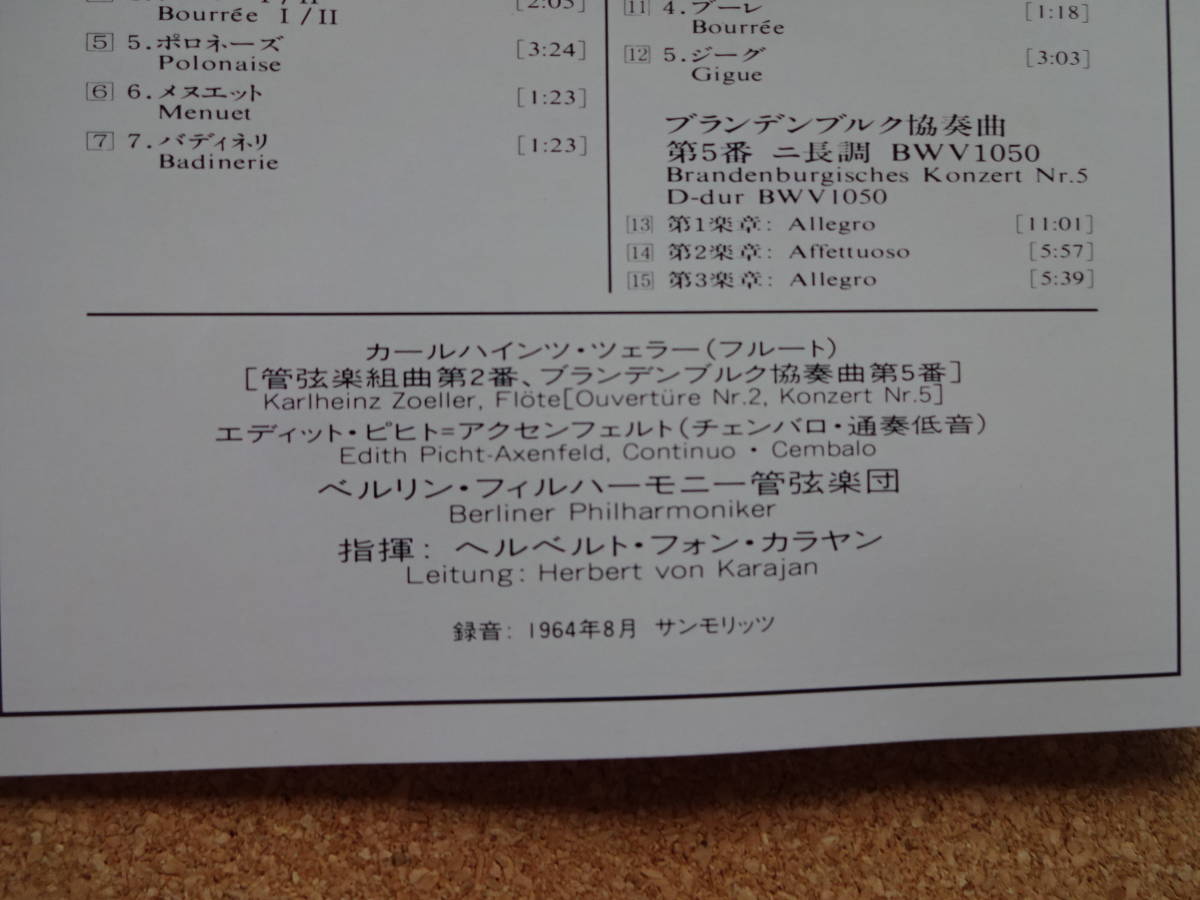 Bourrée I/II [2:05]
5 5.ポロネーズ [3:24]
Polonaise
6 6.メヌエット [1:23]
Menuet
7 7.バディネリ [1:23]
Badinerie
11 4.ブーレ [1:18]
Bourrée
12 5.ジーグ [3:03]
Gigue
ブランデンブルク協奏曲
第5番 ニ長調 BWV1050
Brandenburgisches Konzert Nr.5
D-dur BWV1050
13 第1楽章: Allegro [11:01]
14 第2楽章: Affettuoso [5:57]
15 第3楽章: Allegro [5:39]
カールハインツ・ツェラー(フルート)
[管弦楽組曲第2番、ブランデンブルク協奏曲第5番]
Karlheinz Zoeller, Flöte[Ouvertüre Nr.2, Konzert Nr.5]
エディット・ピヒト=アクセンフェルト(チェンバロ・通奏低音)
Edith Picht-Axenfeld, Continuo・Cembalo
ベルリン・フィルハーモニー管弦楽団
Berliner Philharmoniker
指揮: ヘルベルト・フォン・カラヤン
Leitung: Herbert von Karajan
録音: 1964年8月 サンモリッツ